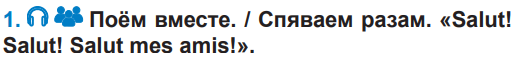 1. Поём вместе. / Спяваем разам. «Salut!
Salut! Salut mes amis!».